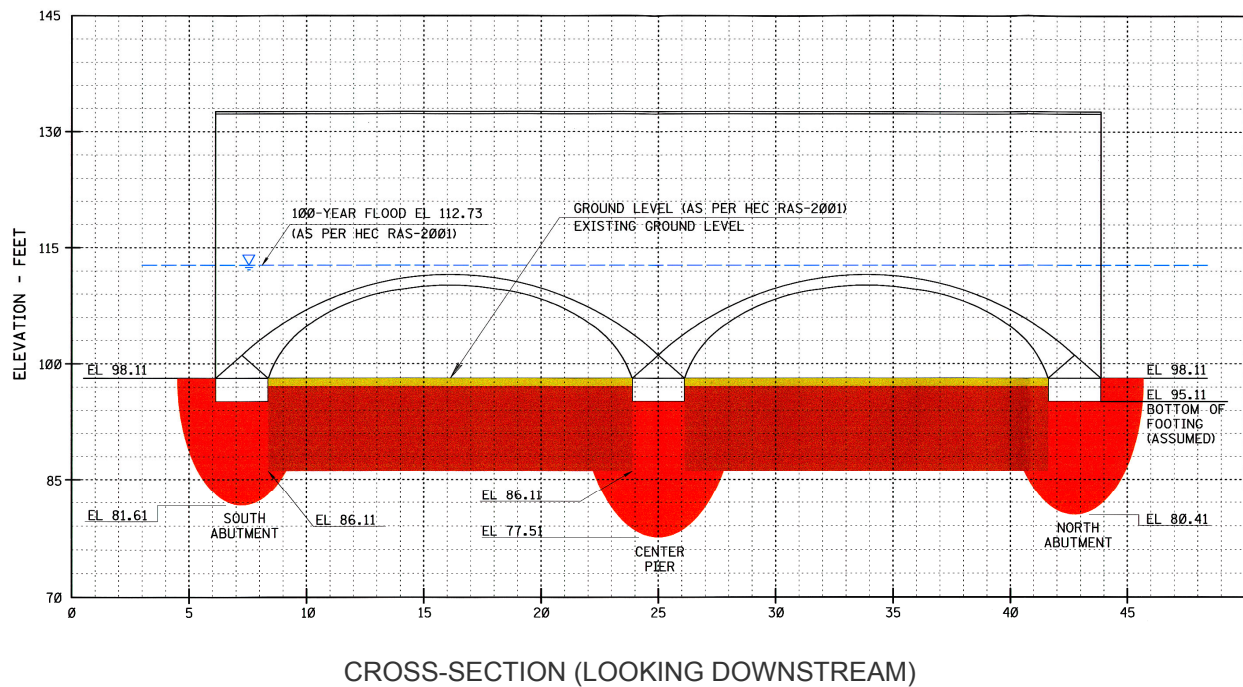 145
130
115
100
85
70
ELEVATION - FEET
100-YEAR FLOOD EL 112.73
(AS PER HEC RAS-2001)
GROUND LEVEL (AS PER HEC RAS-2001)
EXISTING GROUND LEVEL
EL 98.11
EL 98.11
EL 95.11
BOTTOM OF
FOOTING
(ASSUMED)
EL 81.61
SOUTH
ABUTMENT
EL 86.11
EL 86.11
EL 77.51
CENTER
PIER
NORTH
ABUTMENT
EL 80.41
0 5 10 15 20 25 30 35 40 45
CROSS-SECTION (LOOKING DOWNSTREAM)